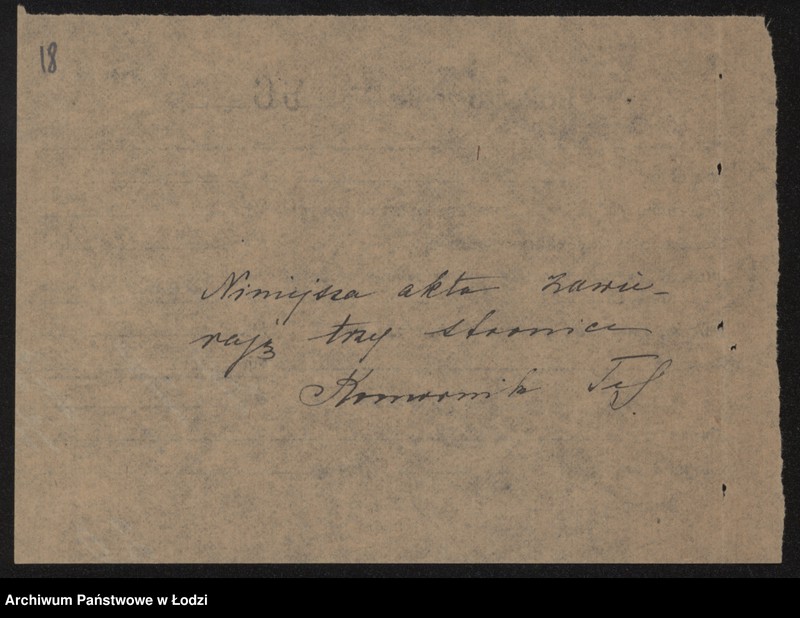 18
Niniejsza akta zawie-
rają trzy stronice
Komornik
Archiwum Państwowe w Łodzi